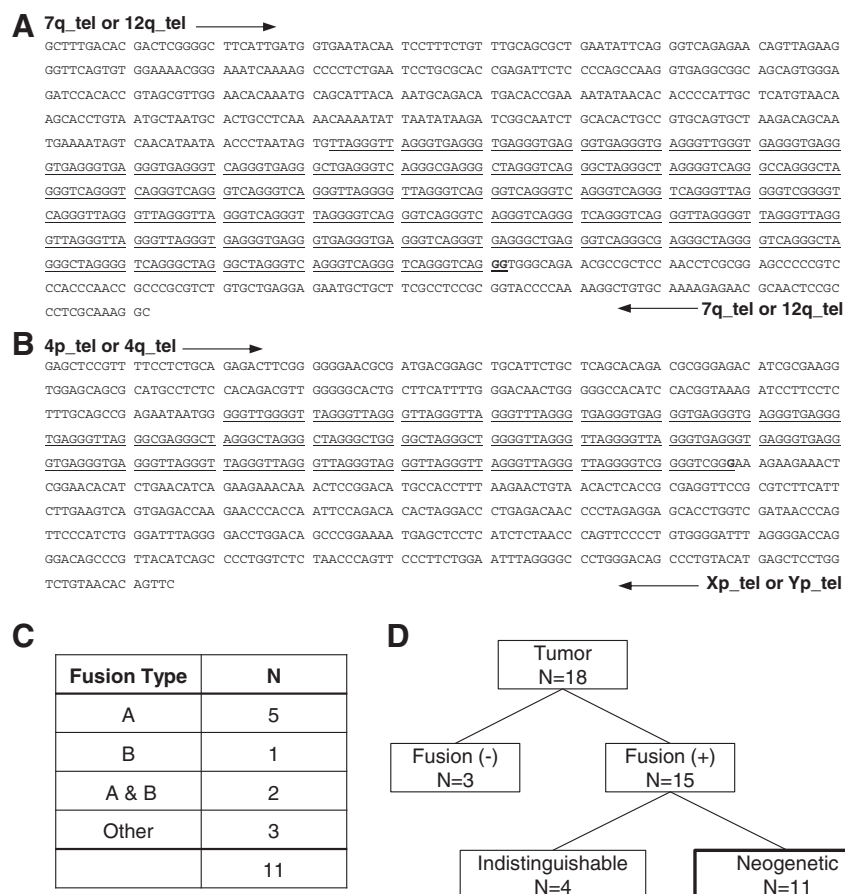 A
7q_tel or 12q_tel
GCTTTGACAC GACTCGGGGC TTCATTGATG GTGAATACAA TCCTTTCTGT TTGCAGCGCT GAATATTCAG GGTCAGAGAA CAGTTAGAAG
GGTTCAGTGT GGAAAACGGG AAATCAAAAG CCCCTCTGAA TCCTGCGCAC CGAGATTCTC CCCAGCCAAG GTGAGGCGGC AGCAGTGGGA
GATCCACACC GTAGCGTTGG AACACAAATG CAGCATTACA AATGCAGACA TGACACCGAA AATATAACAC ACCCCATTGC TCATGTAACA
AGCACCTGTA ATGCTAATGC ACTGCCTCAA AACAAAATAT TAATATAAGA TCGGCAATCT GCACACTGCC GTGCAGTGCT AAGACAGCAA
TGAAAATAGT CAACATAATA ACCCTAATAG TGTTAGGGTT AGGGTGAGGG TGAGGGTGAG GGTGAGGGTG AGGGTTGGGT GAGGGTGAGG
GTGAGGGTGA GGGTGAGGGT CAGGGTGAGG GCTGAGGGTC AGGGCGAGGG CTAGGGTCAG GGCTAGGGCT AGGGGTCAGG GCCAGGGCTA
GGGTCAGGGT CAGGGTCAGG GTCAGGGTCA GGGTTAGGGG TTAGGGTCAG GGTCAGGGTC AGGGTCAGGG TCAGGGTTAG GGGTCGGGGT
CAGGGTTAGG GTTAGGGTTA GGGTCAGGGT TAGGGGTCAG GGTCAGGGTC AGGGTCAGGG TCAGGGTCAG GGTTAGGGGT TAGGGTTAGG
GTTAGGGTTA GGGTTAGGGT GAGGGTGAGG GTGAGGGTGA GGGTCAGGGT GAGGGCTGAG GGTCAGGGCG AGGGCTAGGG GTCAGGGCTA
GGGCTAGGGG TCAGGGCTAG GGCTAGGGTC AGGGTCAGGG TCAGGGTCAG GGTGGGCAGA ACGCCGCTCC AACCTCGCGG AGCCCCCGTC
CCACCCAACC GCCCGCGTCT GTGCTGAGGA GAATGCTGCT TCGCCTCCGC GGTACCCCAA AAGGCTGTGC AAAAGAGAAC GCAACTCCGC
CCTCGCAAAG GC
7q_tel or 12q_tel
B
4p_tel or 4q_tel
GAGCTCCGTT TTCCTCTGCA GAGACTTCGG GGGGAACGCG ATGACGGAGC TGCATTCTGC TCAGCACAGA CGCGGGAGAC ATCGCGAAGG
TGGAGCAGCG CATGCCTCTC CACAGACGTT GGGGGCACTG CTTCATTTTG GGACAACTGG GGGCCACATC CACGGTAAAG ATCCTTCCTC
TTTGCAGCCG AGAATAATGG GGGTTGGGGT TAGGGTTAGG GTTAGGGTTA GGGTTTAGGG TGAGGGTGAG GGTGAGGGTG AGGGTGAGGG
TGAGGGTTAG GGCGAGGGCT AGGGCTAGGG CTAGGGCTGG GGCTAGGGCT GGGGTTAGGG TTAGGGGTTA GGGTGAGGGT GAGGGTGAGG
GTGAGGGTGA GGGTTAGGGT TAGGGTTAGG GTTAGGGTAGG GGTTAGGGTT AGGGTTAGGG TTAGGGGTCG GGGTCGGGAA AGAAGAAACT
CGGAACACAT CTGAACATCA GAAGAAACAA ACTCCGGACA TGCCACCTTT AAGAACTGTA ACACTCACCG CGAGGTTCCG CGTCTTCATT
CTTGAAGTCA GTGAGACCAA GAACCCACCA ATTCCAGACA CACTAGGACC CTGAGACAAC CCCTAGAGGA GCACCTGGTC GATAACCCAG
TTCCCATCTG GGATTTAGGG GACCTGGACA GCCCGGAAAA TGAGCTCCTC ATCTCTAACC CAGTTCCCCT GTGGGGATTT AGGGGACCAG
GGACAGCCCG TTACATCAGC CCCTGGTCTC TAACCCAGTT CCCTTCTGGA ATTTAGGGGC CCTGGGACAG CCCTGTACAT GAGCTCCTGG
TCTGTAACAC AGTTC
Xp_tel or Yp_tel
C
Fusion Type N
A 5
B 1
A & B 2
Other 3
11
D
Tumor
N=18
Fusion (-)
N=3
Fusion (+)
N=15
Indistinguishable
N=4
Neogenetic
N=11